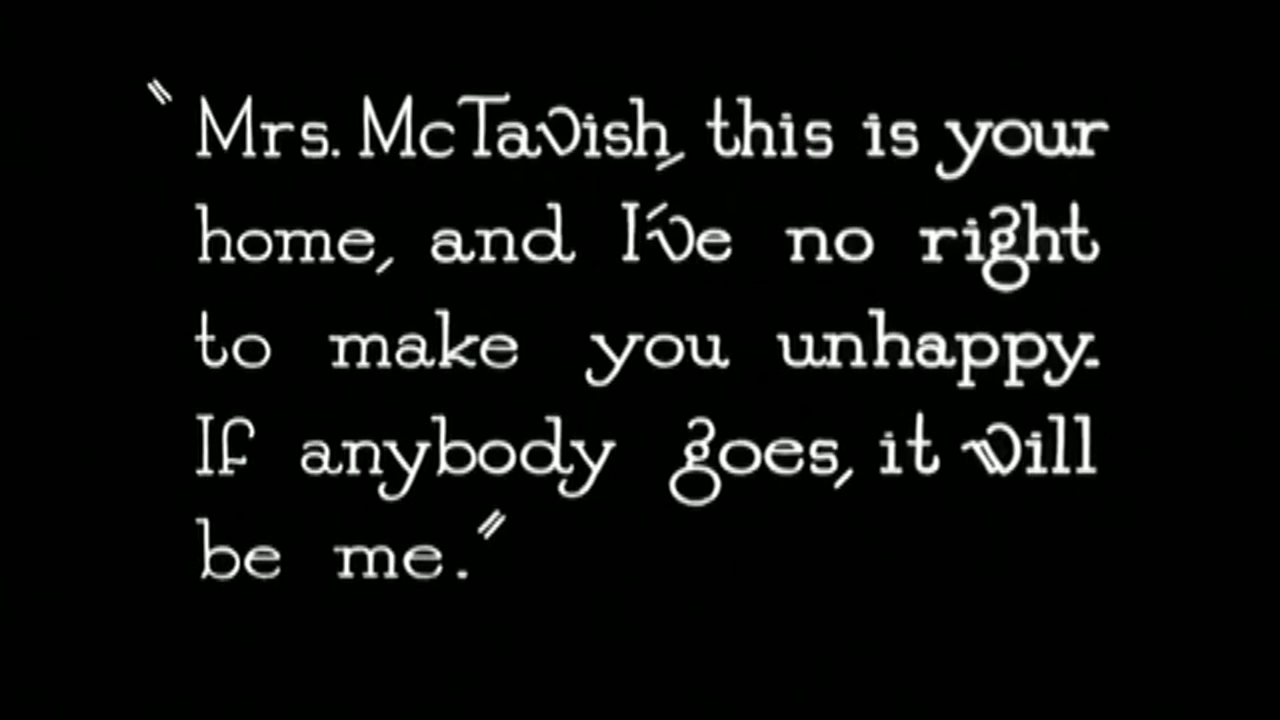 "Mrs. McTavish, this is your
home, and I've no right
to make you unhappy.
If anybody goes, it will
be me."